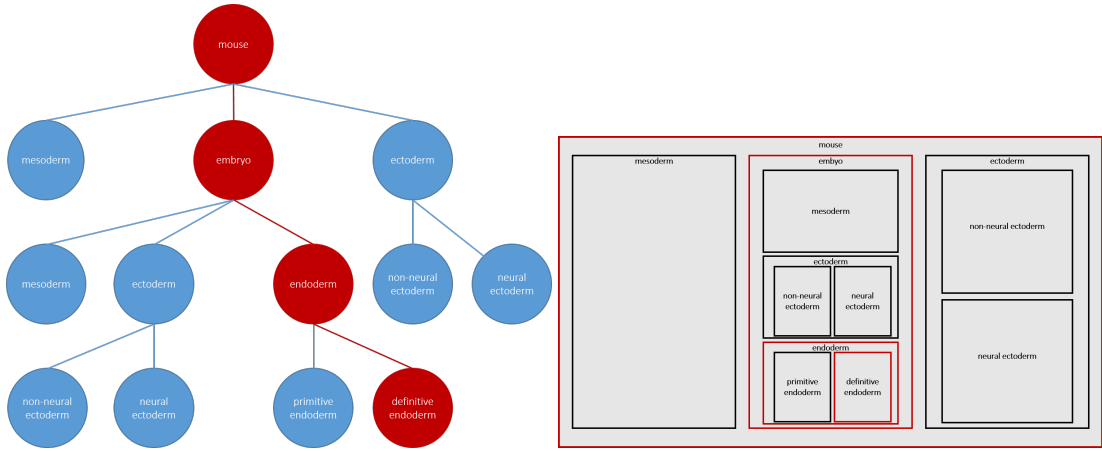 mouse
mesoderm
embryo
ectoderm
mesoderm
ectoderm
endoderm
non-neural
ectoderm
neural
ectoderm
non-neural
ectoderm
neural
ectoderm
primitive
endoderm
definitive
endoderm
mouse
mesoderm
embyo
ectoderm
mesoderm
non-neural ectoderm
ectoderm
non-neural
ectoderm
neural
ectoderm
endoderm
neural ectoderm
primitive
endoderm
definitive
endoderm